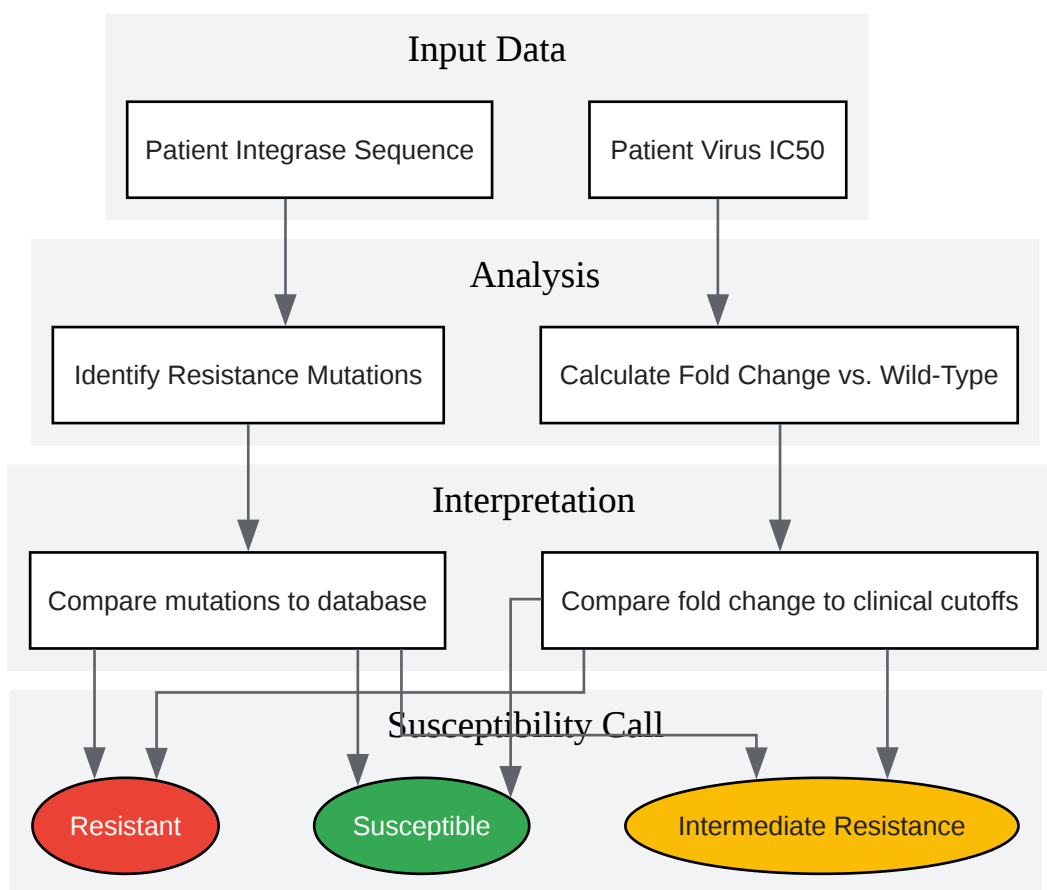 Input Data
Patient Integrase Sequence
Patient Virus IC50
Analysis
Identify Resistance Mutations
Calculate Fold Change vs. Wild-Type
Interpretation
Compare mutations to database
Compare fold change to clinical cutoffs
Susceptibility Call
Resistant
Susceptible
Intermediate Resistance